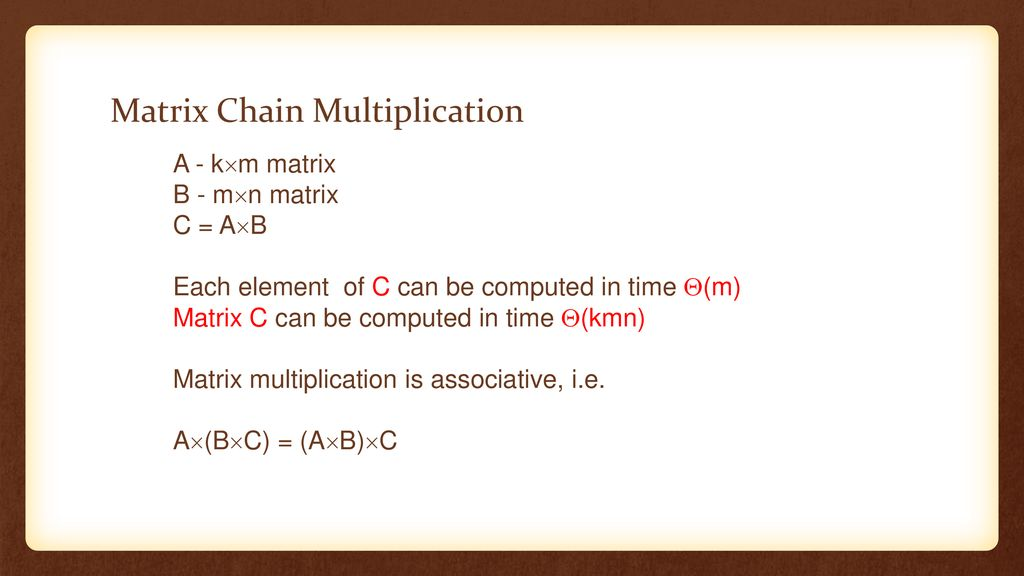 Matrix Chain Multiplication
A - k×m matrix
B - m×n matrix
C = A×B
Each element of C can be computed in time Θ(m)
Matrix C can be computed in time Θ(kmn)
Matrix multiplication is associative, i.e.
A×(B×C) = (A×B)×C